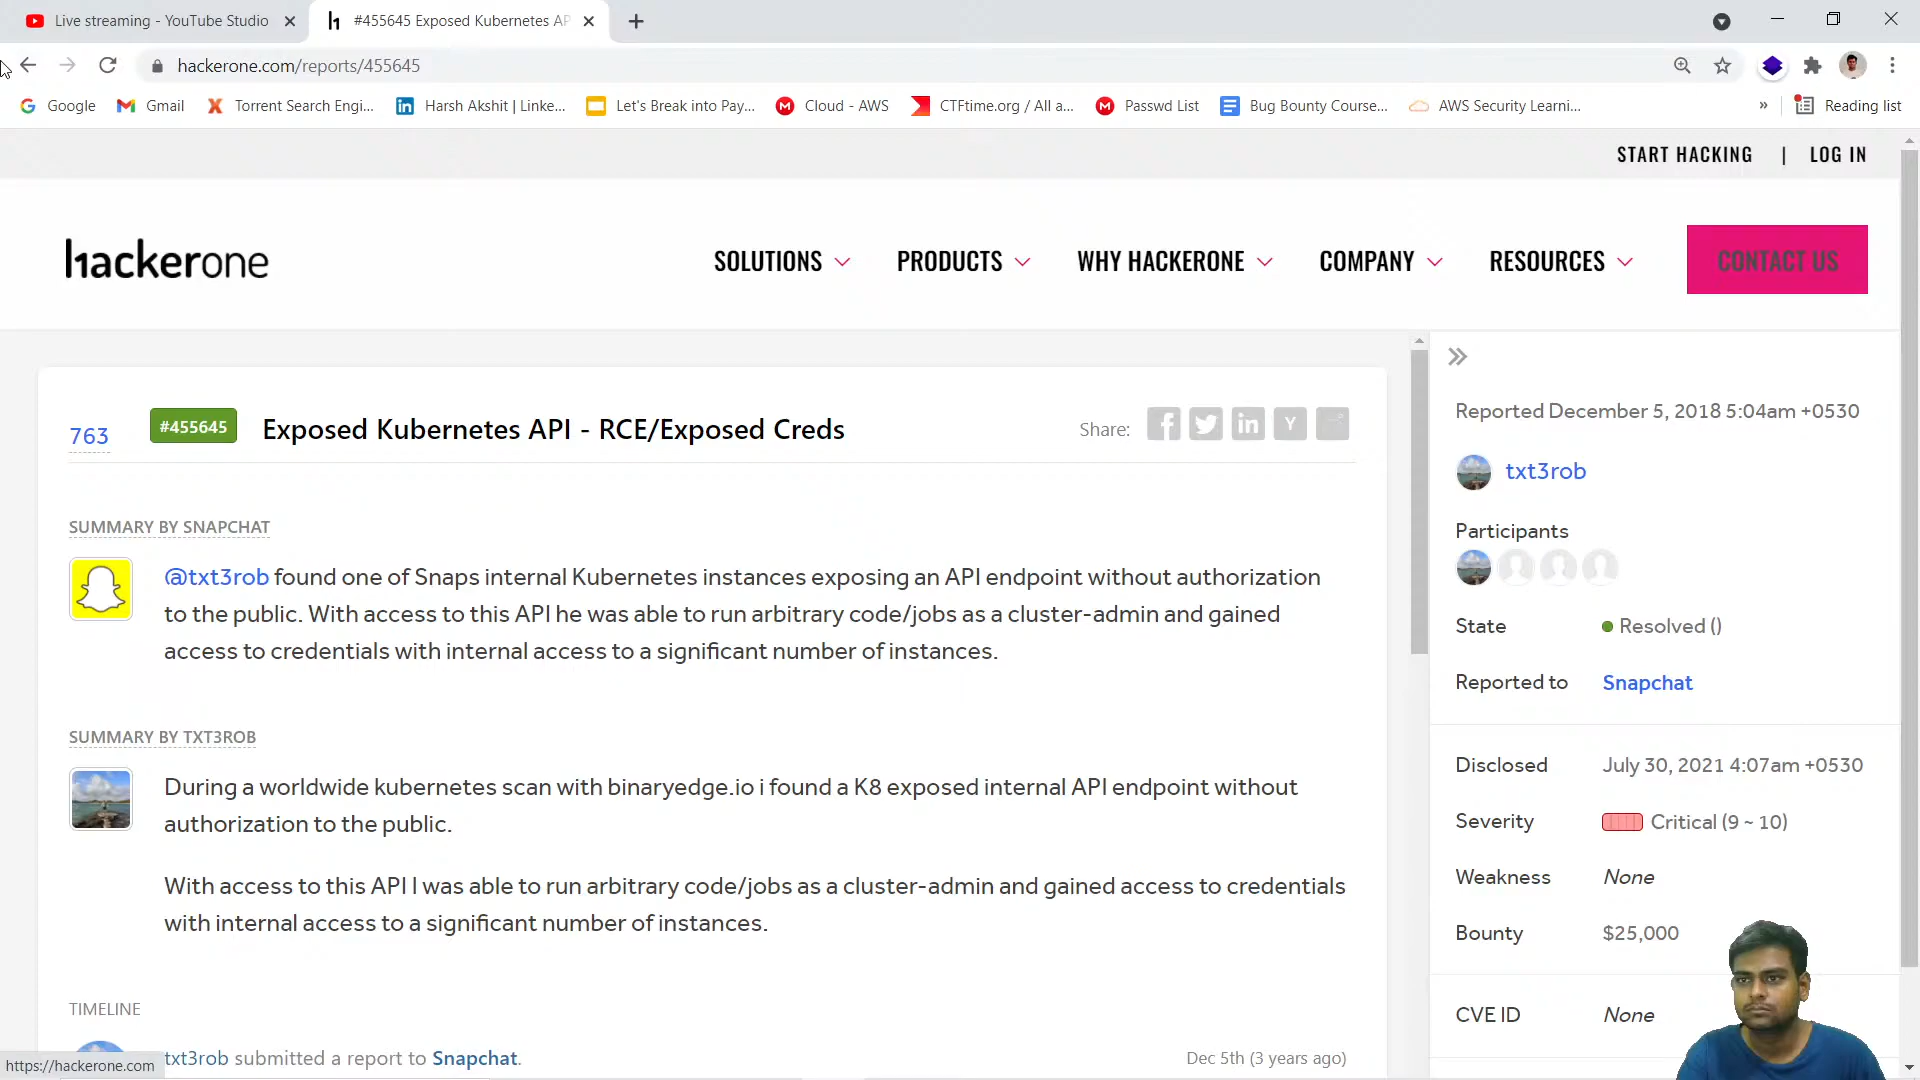 Live streaming - YouTube Studio
#455645 Exposed Kubernetes AP
hackerone.com/reports/455645
Google
Gmail
Torrent Search Engi...
Harsh Akshit | Linke...
Let's Break into Pay...
Cloud - AWS
CTFtime.org / All a...
Passwd List
Bug Bounty Course...
AWS Security Learni...
»
Reading list
START HACKING | LOG IN
hackerone
SOLUTIONS
PRODUCTS
WHY HACKERONE
COMPANY
RESOURCES
CONTACT US
763
#455645
Exposed Kubernetes API - RCE/Exposed Creds
Share:
SUMMARY BY SNAPCHAT
@txt3rob found one of Snaps internal Kubernetes instances exposing an API endpoint without authorization
to the public. With access to this API he was able to run arbitrary code/jobs as a cluster-admin and gained
access to credentials with internal access to a significant number of instances.
SUMMARY BY TXT3ROB
During a worldwide kubernetes scan with binaryedge.io i found a K8 exposed internal API endpoint without
authorization to the public.
With access to this API I was able to run arbitrary code/jobs as a cluster-admin and gained access to credentials
with internal access to a significant number of instances.
TIMELINE
txt3rob submitted a report to Snapchat.
Dec 5th (3 years ago)
https://hackerone.com
Reported December 5, 2018 5:04am +0530
txt3rob
Participants
State Resolved ()
Reported to Snapchat
Disclosed July 30, 2021 4:07am +0530
Severity Critical (9 ~ 10)
Weakness None
Bounty $25,000
CVE ID None